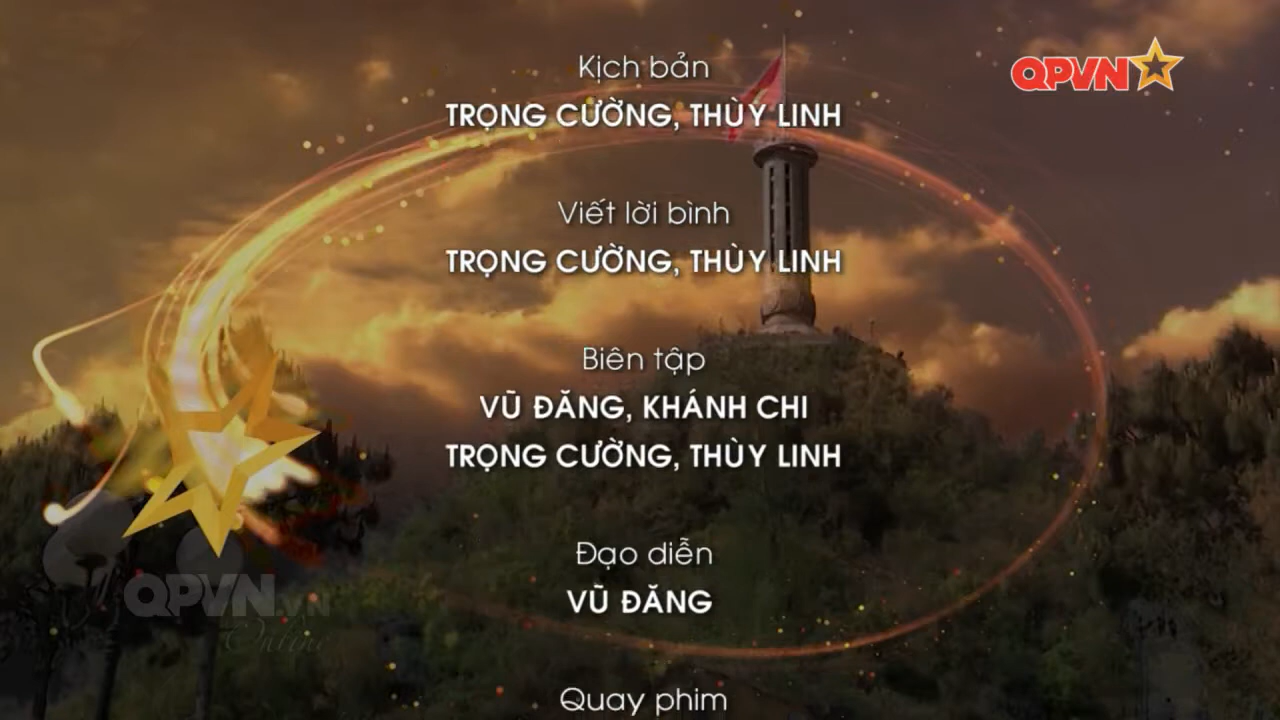 Kịch bản
QPVN
TRỌNG CƯỜNG, THÙY LINH
Viết lời bình
TRỌNG CƯỜNG, THÙY LINH
Biên tập
VŨ ĐĂNG, KHÁNH CHI
TRỌNG CƯỜNG, THÙY LINH
Đạo diễn
VŨ ĐĂNG
QPVN.VN
Online
Quay phim